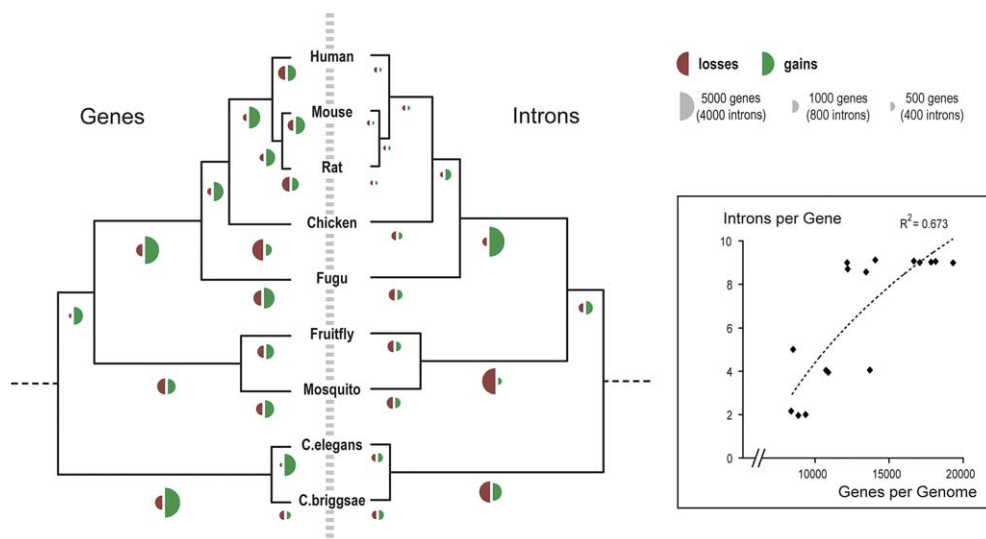 Genes
Introns
Human
Mouse
Rat
Chicken
Fugu
Fruitfly
Mosquito
C.elegans
C.briggsae
losses
gains
5000 genes
(4000 introns)
1000 genes
(800 introns)
500 genes
(400 introns)
Introns per Gene
R²= 0.673
10
8
6
4
2
0
10000
15000
20000
Genes per Genome